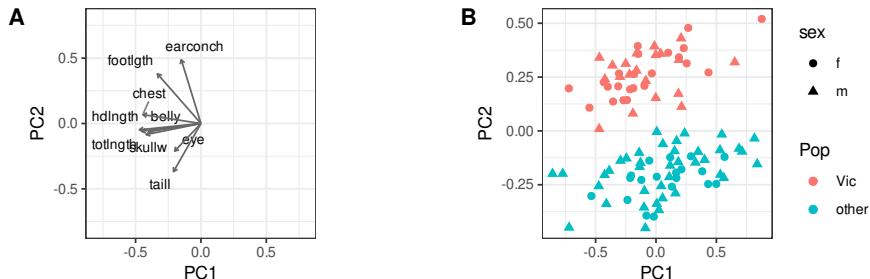 A
PC2
0.5
0.0
-0.5
earconch
footlgth
chest
hdlngth
belly
totlngth
skullw
eye
taill
-0.5
0.0
0.5
PC1
B
0.50
0.25
0.00
-0.25
-0.5
0.0
0.5
PC1
sex
f
m
Pop
Vic
other